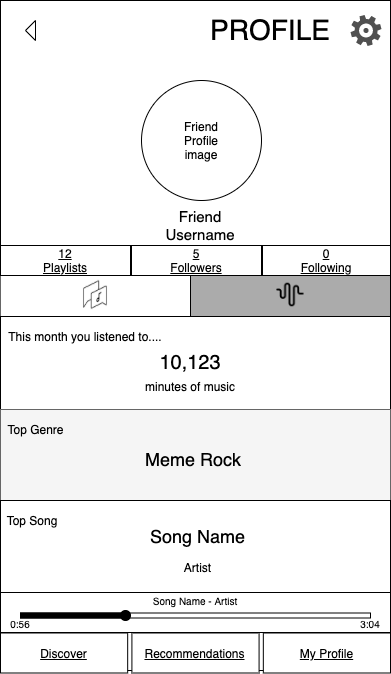 PROFILE
Friend
Profile
image
Friend
Username
12
Playlists
5
Followers
0
Following
This month you listened to....
10,123
minutes of music
Top Genre
Meme Rock
Top Song
Song Name
Artist
Song Name - Artist
0:56
3:04
Discover
Recommendations
My Profile